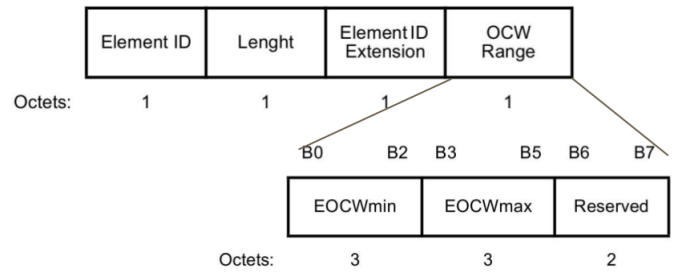 Element ID Lenght Element ID Extension OCW Range
Octets: 1 1 1 1
B0 B2 B3 B5 B6 B7
EOCWmin EOCWmax Reserved
Octets: 3 3 2